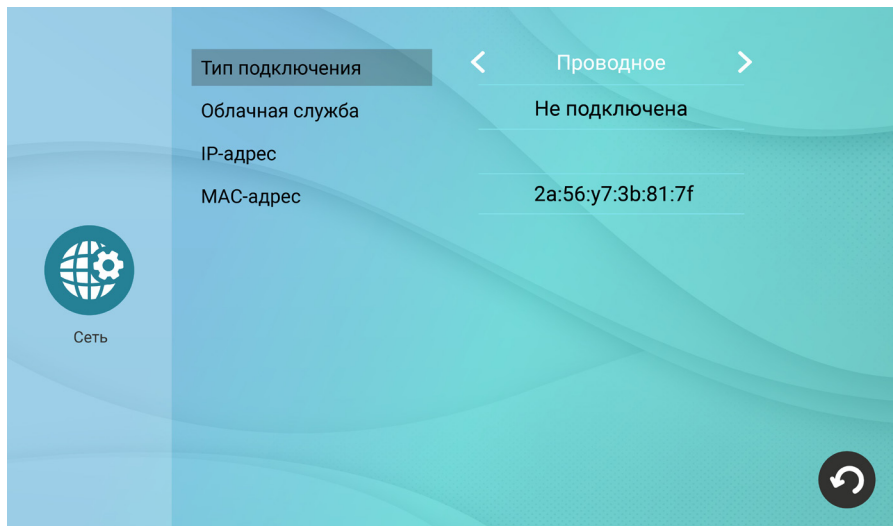 Тип подключения Проводное
Облачная служба Не подключена
IP-адрес
MAC-адрес 2a:56:y7:3b:81:7f
Сеть